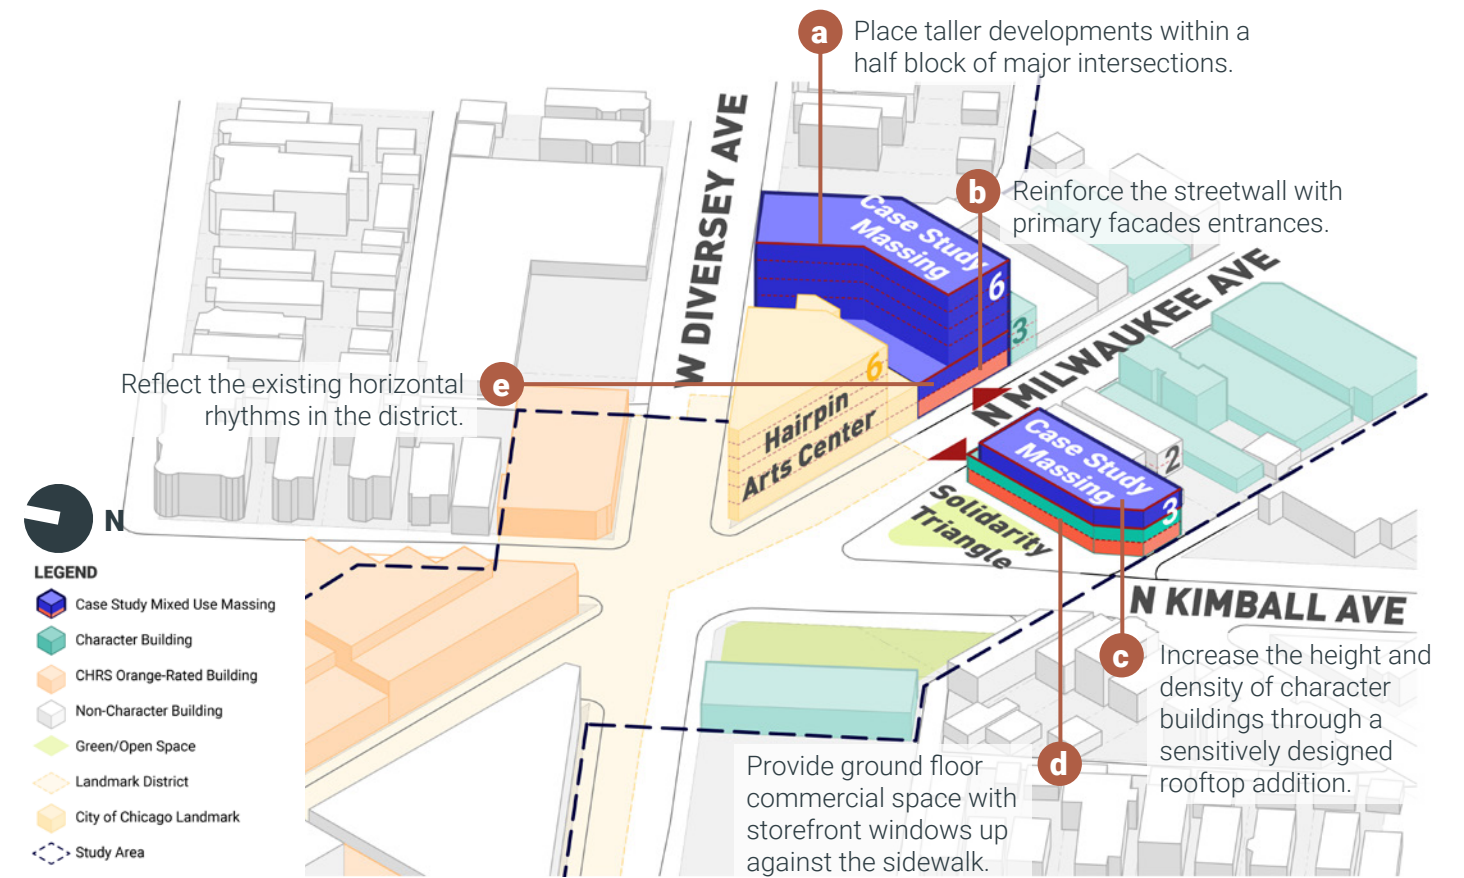 a
Place taller developments within a
half block of major intersections.
W DIVERSEY AVE
b
Reinforce the streetwall with
primary facades entrances.
Case Study
Massing
6
3
N MILWAUKEE AVE
e
Reflect the existing horizontal
rhythms in the district.
6
Hairpin
Arts Center
Case Study
Massing
2
3
Solidarity
Triangle
N
N KIMBALL AVE
LEGEND
Case Study Mixed Use Massing
Character Building
CHRS Orange-Rated Building
Non-Character Building
Green/Open Space
Landmark District
City of Chicago Landmark
Study Area
c
Increase the height and
density of character
buildings through a
sensitively designed
rooftop addition.
d
Provide ground floor
commercial space with
storefront windows up
against the sidewalk.